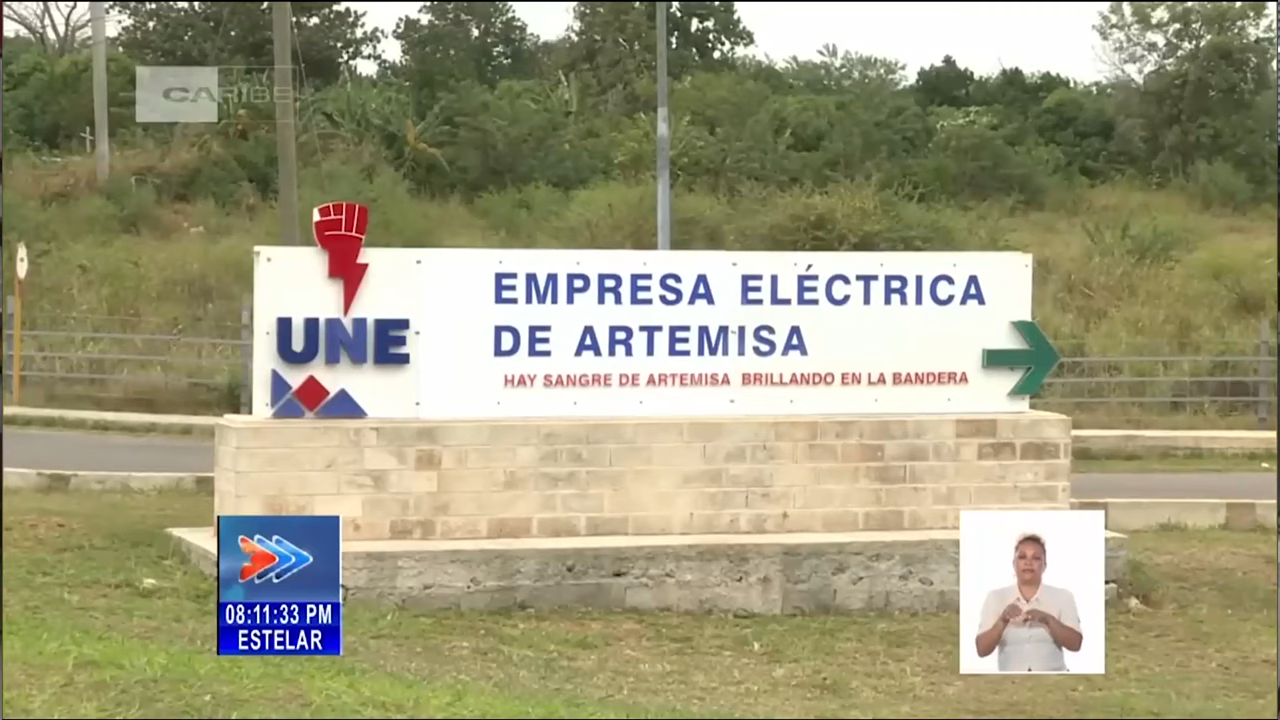 CARIBE
UNE
EMPRESA ELÉCTRICA
DE ARTEMISA
HAY SANGRE DE ARTEMISA BRILLANDO EN LA BANDERA
08:11:33 PM
ESTELAR